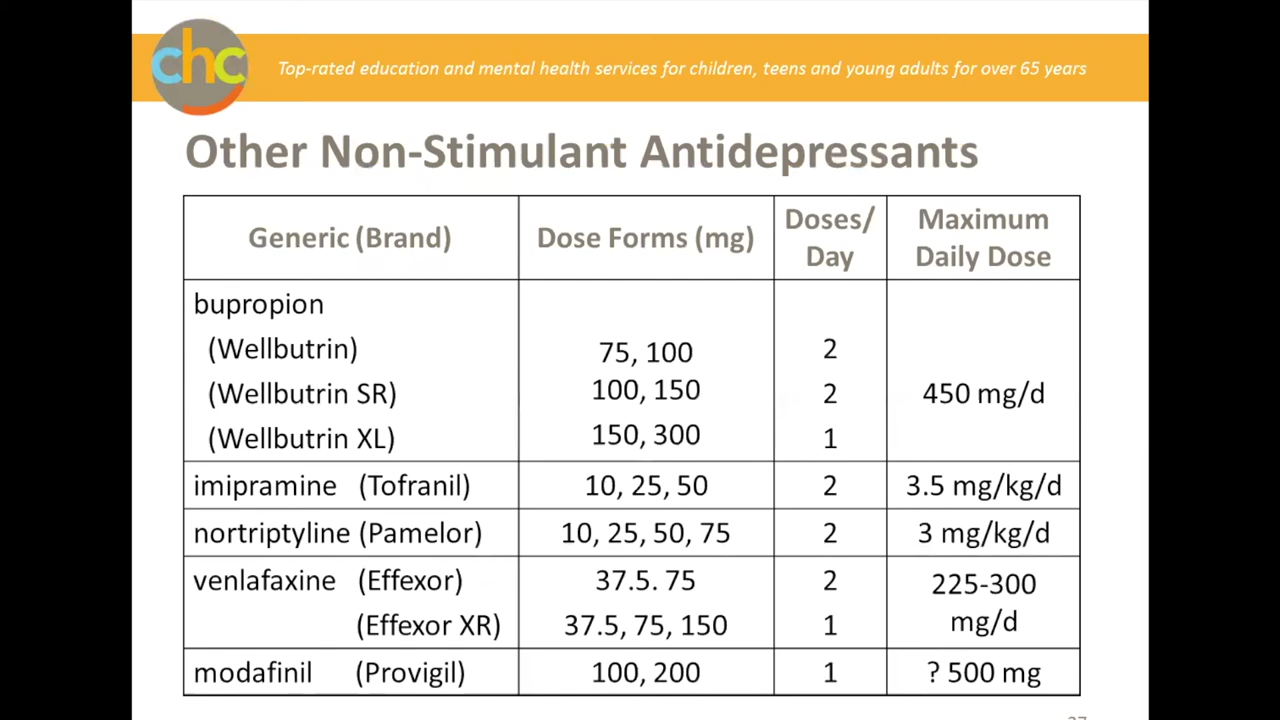 chc
Top-rated education and mental health services for children, teens and young adults for over 65 years
Other Non-Stimulant Antidepressants
Generic (Brand) Dose Forms (mg) Doses/ Day Maximum Daily Dose
bupropion
(Wellbutrin) 75, 100 2
(Wellbutrin SR) 100, 150 2 450 mg/d
(Wellbutrin XL) 150, 300 1
imipramine (Tofranil) 10, 25, 50 2 3.5 mg/kg/d
nortriptyline (Pamelor) 10, 25, 50, 75 2 3 mg/kg/d
venlafaxine (Effexor) 37.5. 75 2 225-300
(Effexor XR) 37.5, 75, 150 1 mg/d
modafinil (Provigil) 100, 200 1 ? 500 mg